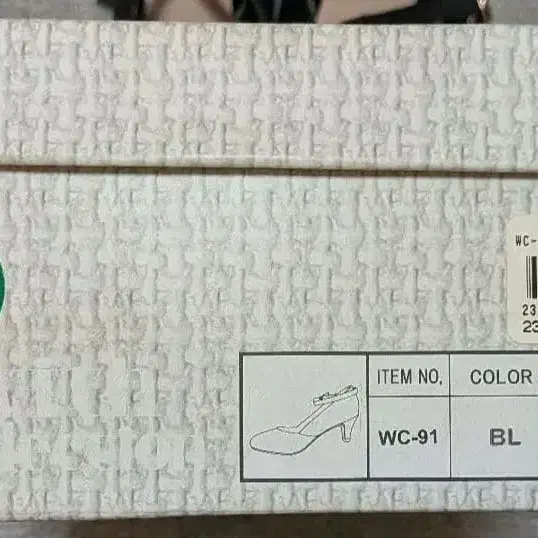 WC-
23
23
ITEM NO, COLOR
WC-91 BL